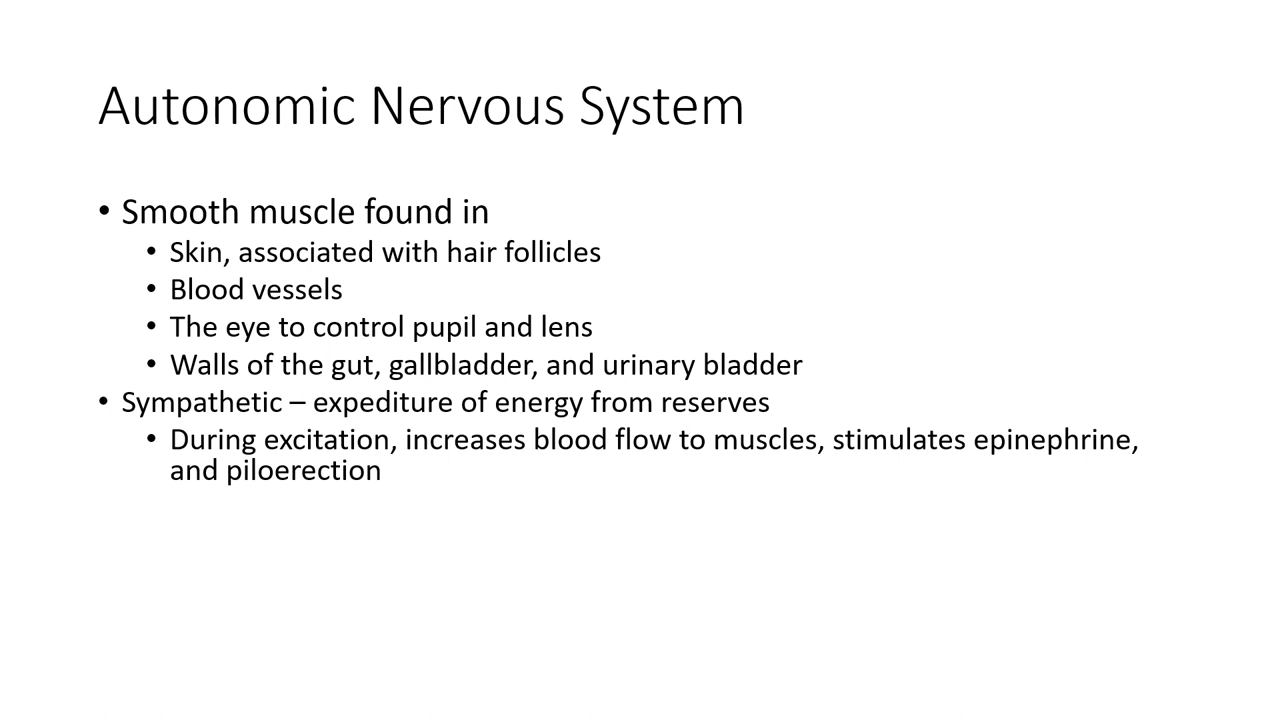 Autonomic Nervous System
• Smooth muscle found in
• Skin, associated with hair follicles
• Blood vessels
• The eye to control pupil and lens
• Walls of the gut, gallbladder, and urinary bladder
• Sympathetic – expediture of energy from reserves
• During excitation, increases blood flow to muscles, stimulates epinephrine,
and piloerection